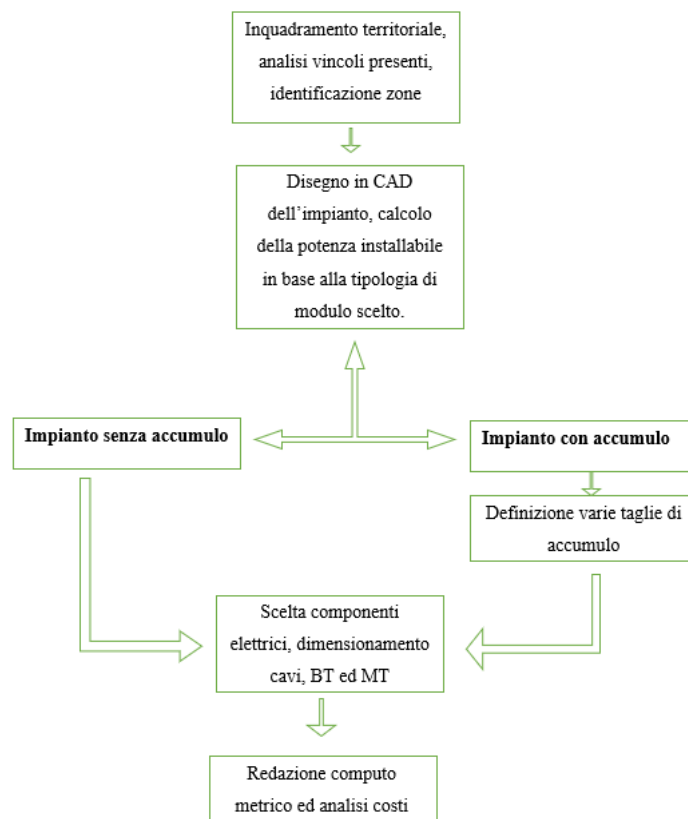 Inquadramento territoriale,
analisi vincoli presenti,
identificazione zone
Disegno in CAD
dell’impianto, calcolo
della potenza installabile
in base alla tipologia di
modulo scelto.
Impianto senza accumulo
Impianto con accumulo
Definizione varie taglie di
accumulo
Scelta componenti
elettrici, dimensionamento
cavi, BT ed MT
Redazione computo
metrico ed analisi costi